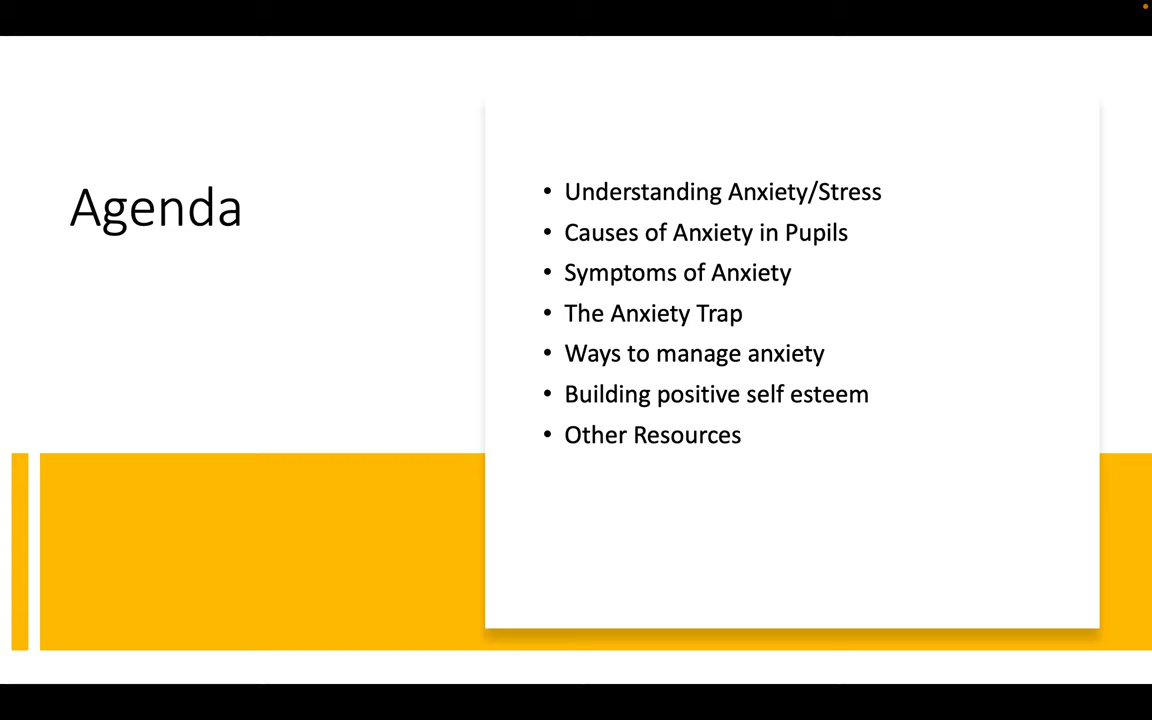 Agenda
• Understanding Anxiety/Stress
• Causes of Anxiety in Pupils
• Symptoms of Anxiety
• The Anxiety Trap
• Ways to manage anxiety
• Building positive self esteem
• Other Resources